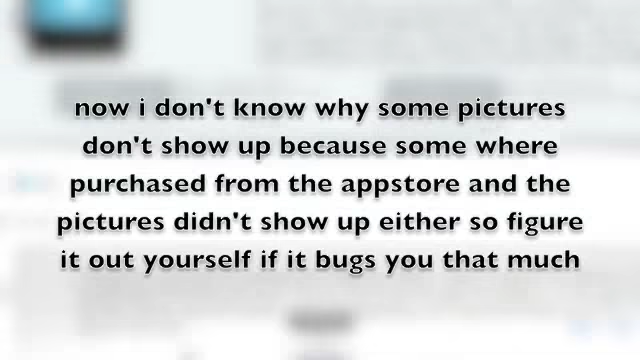 now i don't know why some pictures
don't show up because some where
purchased from the appstore and the
pictures didn't show up either so figure
it out yourself if it bugs you that much